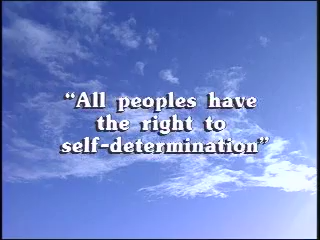 “All peoples have
the right to
self-determination”